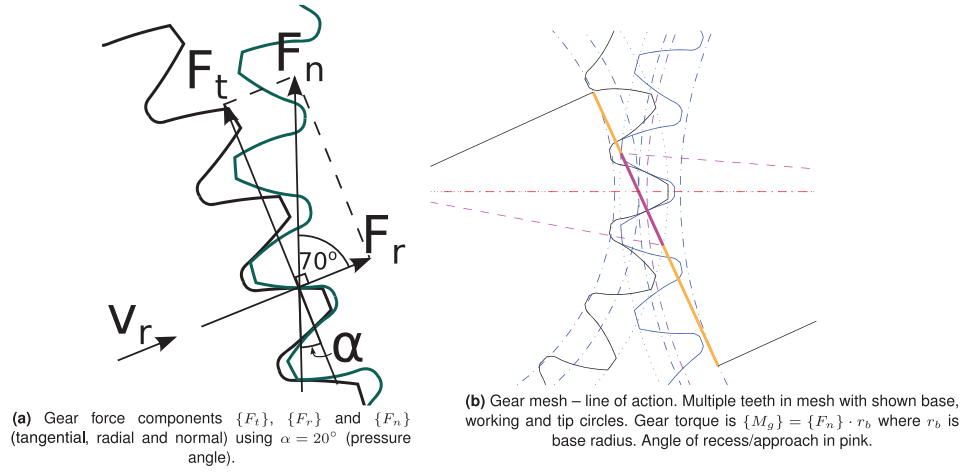 F_n
F_t
F_r
70°
V_r
α
(a) Gear force components {F_t}, {F_r} and {F_n}
(tangential, radial and normal) using α = 20° (pressure
angle).
(b) Gear mesh – line of action. Multiple teeth in mesh with shown base,
working and tip circles. Gear torque is {M_g} = {F_n} · r_b where r_b is
base radius. Angle of recess/approach in pink.